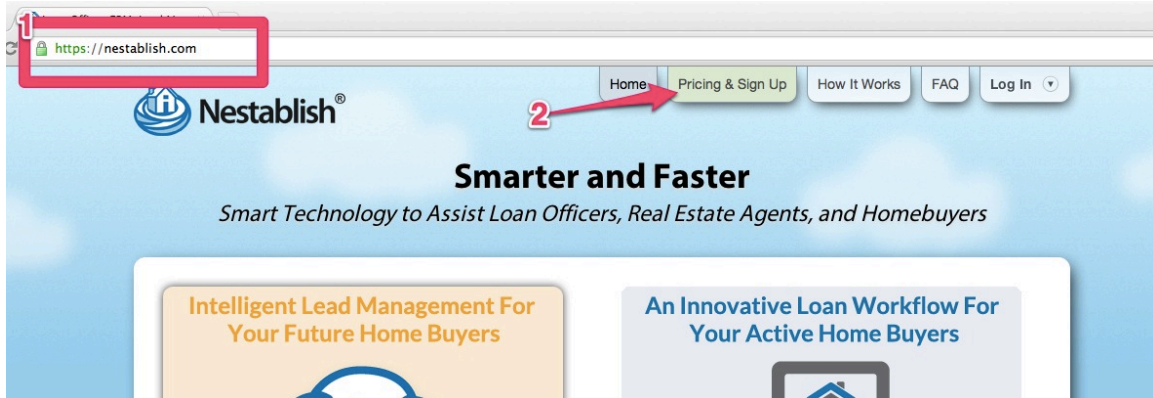 1
https://nestablish.com
Nestablish®
Home
Pricing & Sign Up
How It Works
FAQ
Log In
2
Smarter and Faster
Smart Technology to Assist Loan Officers, Real Estate Agents, and Homebuyers
Intelligent Lead Management For
Your Future Home Buyers
An Innovative Loan Workflow For
Your Active Home Buyers